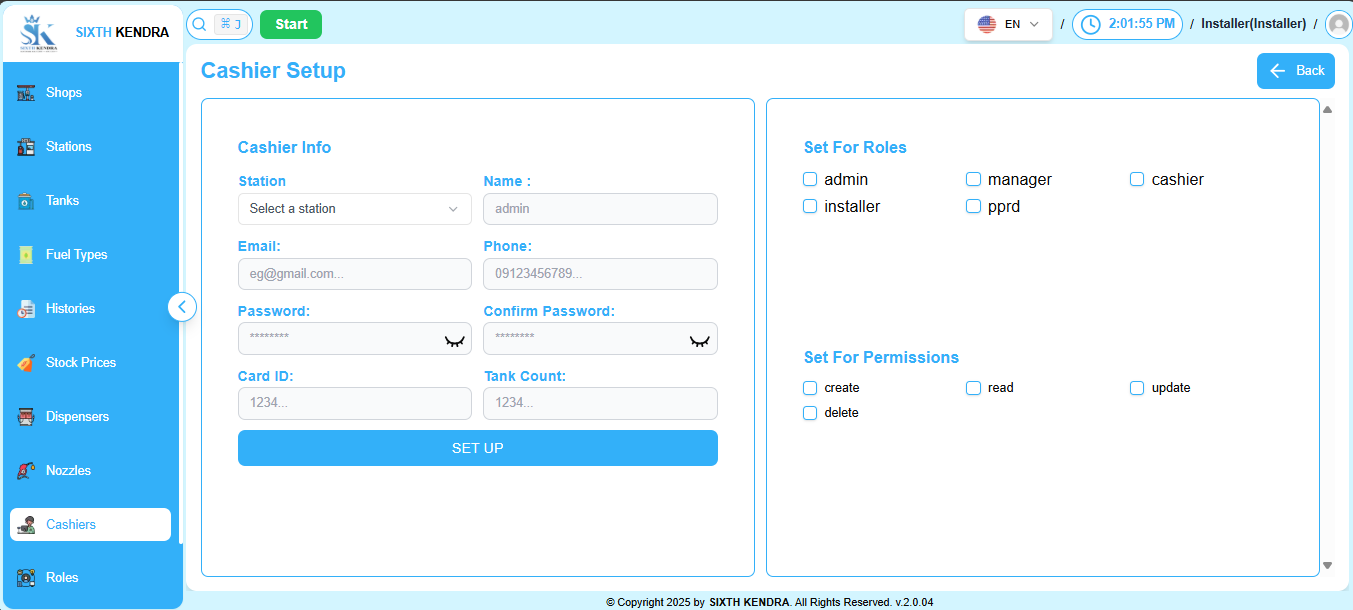 SIXTH KENDRA
SIXTH KENDRA
⌘ J
Start
EN
/
2:01:55 PM
/ Installer(Installer) /
Shops
Stations
Tanks
Fuel Types
Histories
Stock Prices
Dispensers
Nozzles
Cashiers
Roles
Cashier Setup
Back
Cashier Info
Station
Name :
Select a station
admin
Email:
Phone:
eg@gmail.com...
09123456789...
Password:
Confirm Password:
********
********
Card ID:
Tank Count:
1234...
1234...
SET UP
Set For Roles
admin
manager
cashier
installer
pprd
Set For Permissions
create
read
update
delete
© Copyright 2025 by SIXTH KENDRA. All Rights Reserved. v.2.0.04